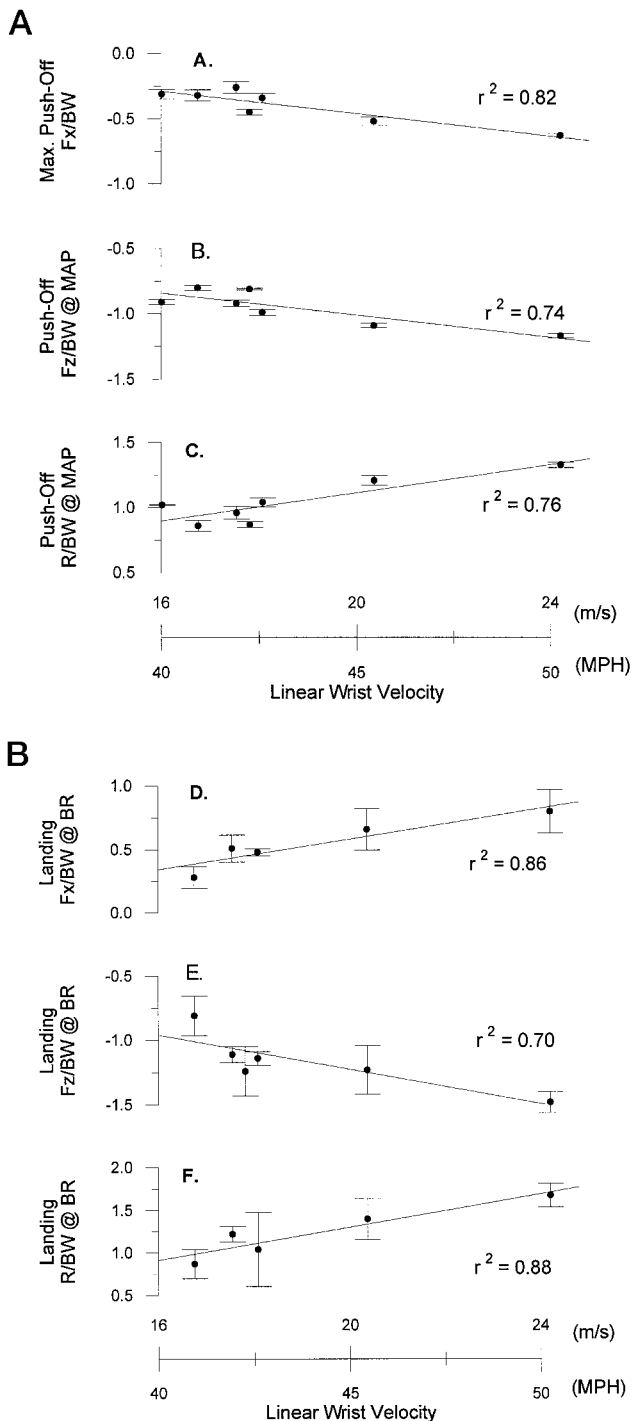 A
A.
Max. Push-Off
Fx/BW
0.0
-0.5
-1.0
r² = 0.82
B.
Push-Off
Fz/BW @ MAP
-0.5
-1.0
-1.5
r² = 0.74
C.
Push-Off
R/BW @ MAP
1.5
1.0
0.5
r² = 0.76
16 20 24 (m/s)
40 45 50 (MPH)
Linear Wrist Velocity
B
D.
Landing
Fx/BW @ BR
1.0
0.5
0.0
r² = 0.86
E.
Landing
Fz/BW @ BR
-0.5
-1.0
-1.5
r² = 0.70
F.
Landing
R/BW @ BR
2.0
1.5
1.0
0.5
r² = 0.88
16 20 24 (m/s)
40 45 50 (MPH)
Linear Wrist Velocity